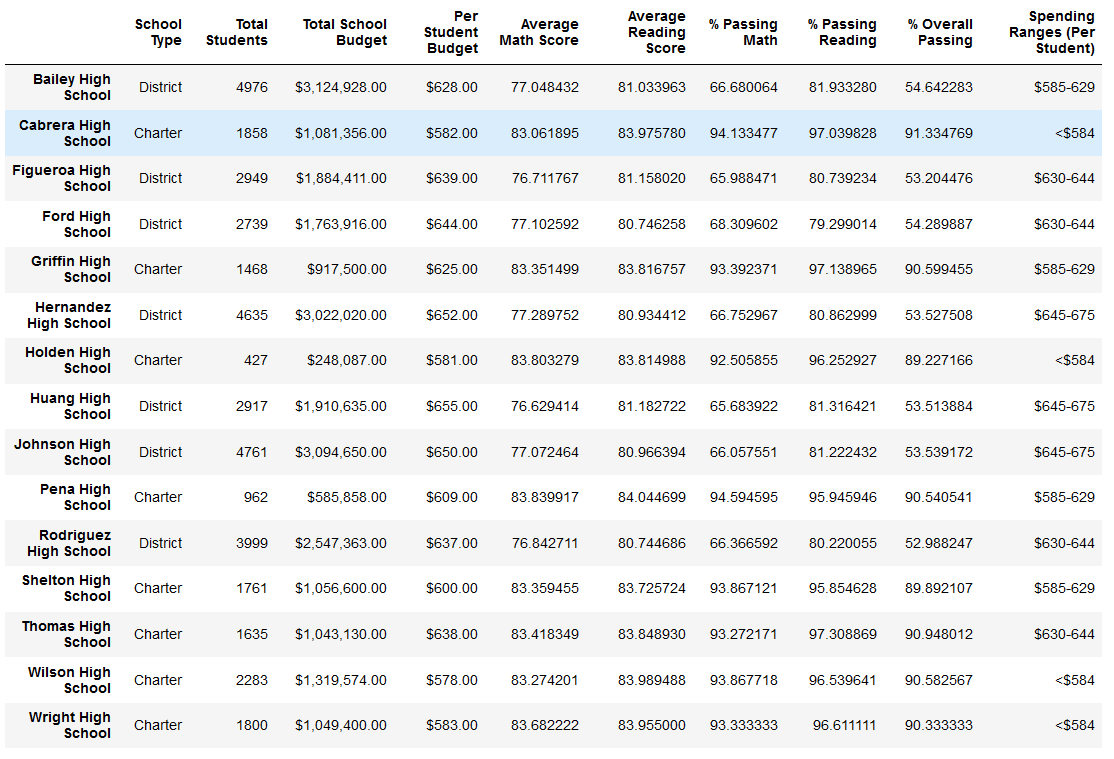 School Type Total Students Total School Budget Per Student Budget Average Math Score Average Reading Score % Passing Math % Passing Reading % Overall Passing Spending Ranges (Per Student)
Bailey High School District 4976 $3,124,928.00 $628.00 77.048432 81.033963 66.680064 81.933280 54.642283 $585-629
Cabrera High School Charter 1858 $1,081,356.00 $582.00 83.061895 83.975780 94.133477 97.039828 91.334769 <$584
Figueroa High School District 2949 $1,884,411.00 $639.00 76.711767 81.158020 65.988471 80.739234 53.204476 $630-644
Ford High School District 2739 $1,763,916.00 $644.00 77.102592 80.746258 68.309602 79.299014 54.289887 $630-644
Griffin High School Charter 1468 $917,500.00 $625.00 83.351499 83.816757 93.392371 97.138965 90.599455 $585-629
Hernandez High School District 4635 $3,022,020.00 $652.00 77.289752 80.934412 66.752967 80.862999 53.527508 $645-675
Holden High School Charter 427 $248,087.00 $581.00 83.803279 83.814988 92.505855 96.252927 89.227166 <$584
Huang High School District 2917 $1,910,635.00 $655.00 76.629414 81.182722 65.683922 81.316421 53.513884 $645-675
Johnson High School District 4761 $3,094,650.00 $650.00 77.072464 80.966394 66.057551 81.222432 53.539172 $645-675
Pena High School Charter 962 $585,858.00 $609.00 83.839917 84.044699 94.594595 95.945946 90.540541 $585-629
Rodriguez High School District 3999 $2,547,363.00 $637.00 76.842711 80.744686 66.366592 80.220055 52.988247 $630-644
Shelton High School Charter 1761 $1,056,600.00 $600.00 83.359455 83.725724 93.867121 95.854628 89.892107 $585-629
Thomas High School Charter 1635 $1,043,130.00 $638.00 83.418349 83.848930 93.272171 97.308869 90.948012 $630-644
Wilson High School Charter 2283 $1,319,574.00 $578.00 83.274201 83.989488 93.867718 96.539641 90.582567 <$584
Wright High School Charter 1800 $1,049,400.00 $583.00 83.682222 83.955000 93.333333 96.611111 90.333333 <$584